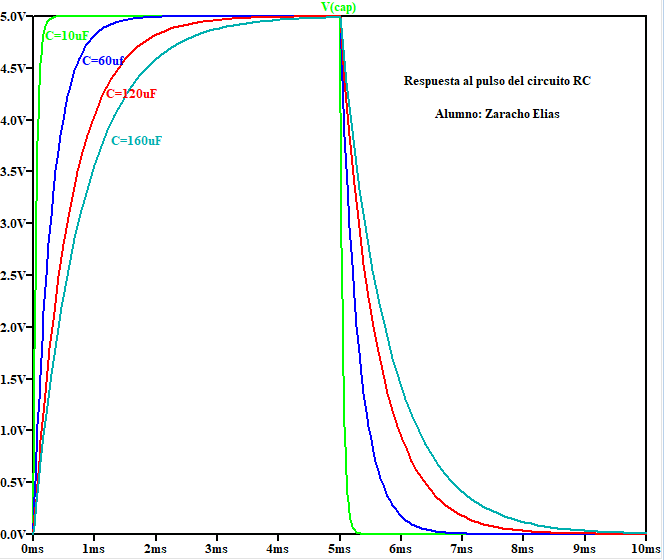 V(cap)
5.0V
C=10uF
C=60uf
4.5V
Respuesta al pulso del circuito RC
C=120uF
Alumno: Zaracho Elias
4.0V
C=160uF
3.5V
3.0V
2.5V
2.0V
1.5V
1.0V
0.5V
0.0V
0ms 1ms 2ms 3ms 4ms 5ms 6ms 7ms 8ms 9ms 10ms